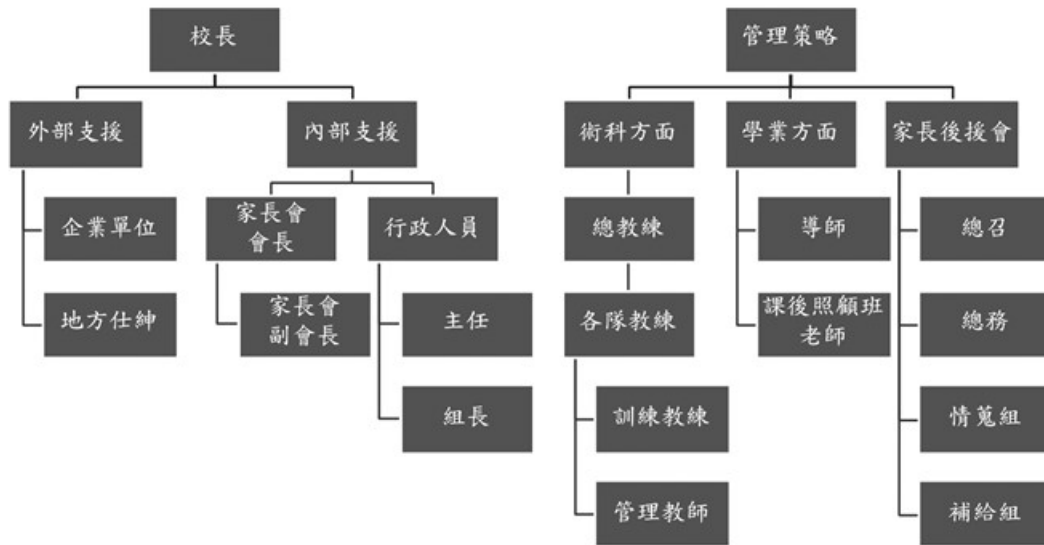 校長
外部支援
內部支援
企業單位
地方仕紳
家長會
會長
家長會
副會長
行政人員
主任
組長
管理策略
術科方面
學業方面
家長後援會
總教練
各隊教練
訓練教練
管理教師
導師
課後照顧班
老師
總召
總務
情蒐組
補給組